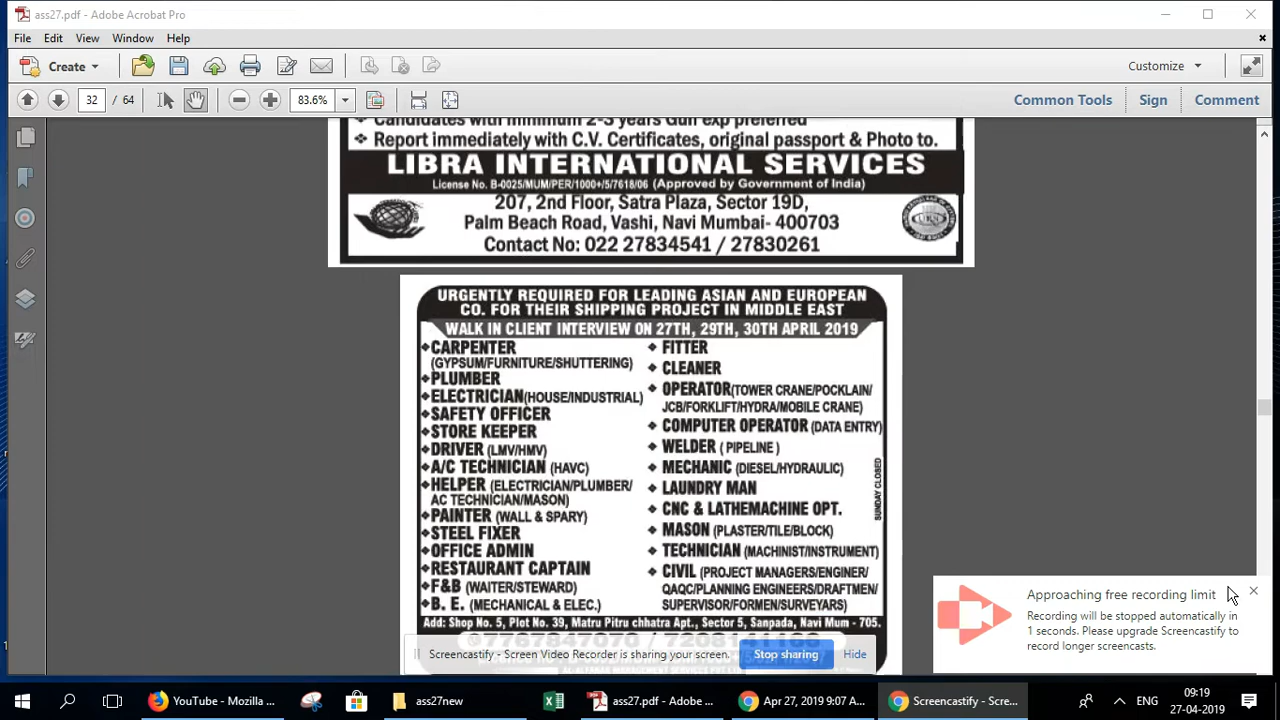 ass27.pdf - Adobe Acrobat Pro
File Edit View Window Help
Create Customize
32 / 64 83.6% Common Tools Sign Comment
Candidates with minimum 2-3 years Gulf exp preferred
❖ Report immediately with C.V. Certificates, original passport & Photo to.
LIBRA INTERNATIONAL SERVICES
License No. B-0025/MUM/PER/1000+/5/7618/06 (Approved by Government of India)
207, 2nd Floor, Satra Plaza, Sector 19D,
Palm Beach Road, Vashi, Navi Mumbai- 400703
Contact No: 022 27834541 / 27830261
URGENTLY REQUIRED FOR LEADING ASIAN AND EUROPEAN
CO. FOR THEIR SHIPPING PROJECT IN MIDDLE EAST
WALK IN CLIENT INTERVIEW ON 27TH, 29TH, 30TH APRIL 2019
❖CARPENTER
(GYPSUM/FURNITURE/SHUTTERING)
❖PLUMBER
❖ELECTRICIAN(HOUSE/INDUSTRIAL)
❖SAFETY OFFICER
❖STORE KEEPER
❖DRIVER (LMV/HMV)
❖A/C TECHNICIAN (HAVC)
❖HELPER (ELECTRICIAN/PLUMBER/
AC TECHNICIAN/MASON)
❖PAINTER (WALL & SPARY)
❖STEEL FIXER
❖OFFICE ADMIN
❖RESTAURANT CAPTAIN
❖F&B (WAITER/STEWARD)
❖B. E. (MECHANICAL & ELEC.)
❖ FITTER
❖ CLEANER
❖ OPERATOR(TOWER CRANE/POCKLAIN/
JCB/FORKLIFT/HYDRA/MOBILE CRANE)
❖ COMPUTER OPERATOR (DATA ENTRY)
❖ WELDER ( PIPELINE )
❖ MECHANIC (DIESEL/HYDRAULIC)
❖ LAUNDRY MAN
❖ CNC & LATHEMACHINE OPT.
❖ MASON (PLASTER/TILE/BLOCK)
❖ TECHNICIAN (MACHINIST/INSTRUMENT)
❖ CIVIL (PROJECT MANAGERS/ENGINER/
QAQC/PLANNING ENGINEERS/DRAFTMEN/
SUPERVISOR/FORMEN/SURVEYARS)
SUNDAY CLOSED
Add: Shop No. 5, Plot No. 39, Matru Pitru chhatra Apt., Sector 5, Sanpada, Navi Mum - 705.
Screencastify - Screen Video Recorder is sharing your screen. Stop sharing Hide
Approaching free recording limit
Recording will be stopped automatically in
1 seconds. Please upgrade Screencastify to
record longer screencasts.
YouTube - Mozilla ... ass27new ass27.pdf - Adobe ... Apr 27, 2019 9:07 A... Screencastify - Scre... ENG
09:19
27-04-2019